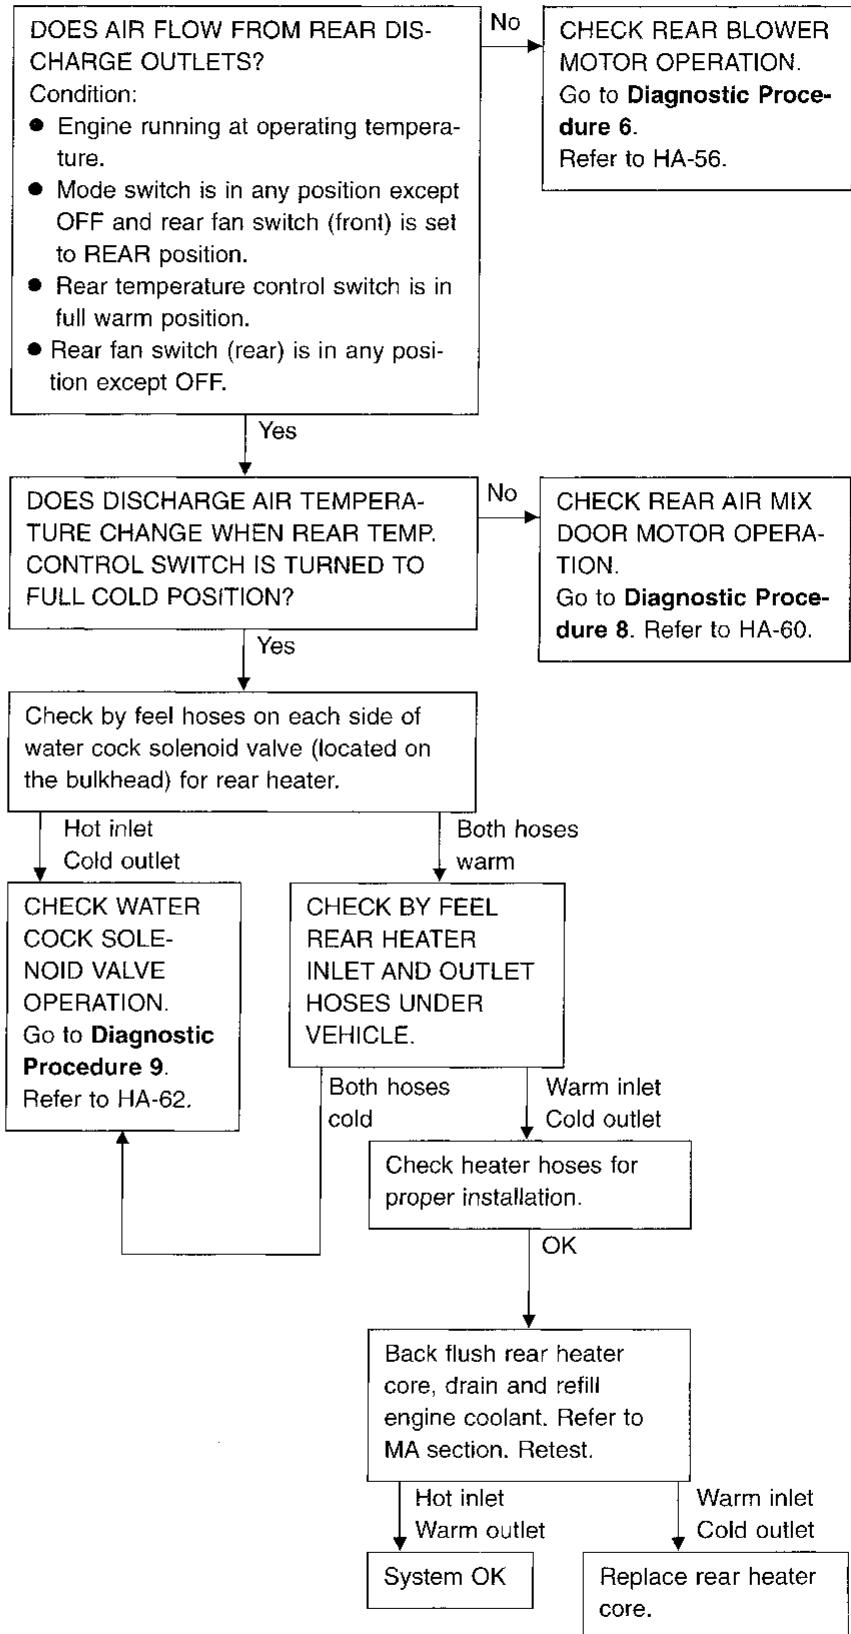 DOES AIR FLOW FROM REAR DIS-
CHARGE OUTLETS?
Condition:
● Engine running at operating tempera-
ture.
● Mode switch is in any position except
OFF and rear fan switch (front) is set
to REAR position.
● Rear temperature control switch is in
full warm position.
● Rear fan switch (rear) is in any posi-
tion except OFF.
No
CHECK REAR BLOWER
MOTOR OPERATION.
Go to Diagnostic Proce-
dure 6.
Refer to HA-56.
Yes
DOES DISCHARGE AIR TEMPERA-
TURE CHANGE WHEN REAR TEMP.
CONTROL SWITCH IS TURNED TO
FULL COLD POSITION?
No
CHECK REAR AIR MIX
DOOR MOTOR OPERA-
TION.
Go to Diagnostic Proce-
dure 8. Refer to HA-60.
Yes
Check by feel hoses on each side of
water cock solenoid valve (located on
the bulkhead) for rear heater.
Hot inlet
Cold outlet
Both hoses
warm
CHECK WATER
COCK SOLE-
NOID VALVE
OPERATION.
Go to Diagnostic
Procedure 9.
Refer to HA-62.
CHECK BY FEEL
REAR HEATER
INLET AND OUTLET
HOSES UNDER
VEHICLE.
Both hoses
cold
Warm inlet
Cold outlet
Check heater hoses for
proper installation.
OK
Back flush rear heater
core, drain and refill
engine coolant. Refer to
MA section. Retest.
Hot inlet
Warm outlet
Warm inlet
Cold outlet
System OK
Replace rear heater
core.